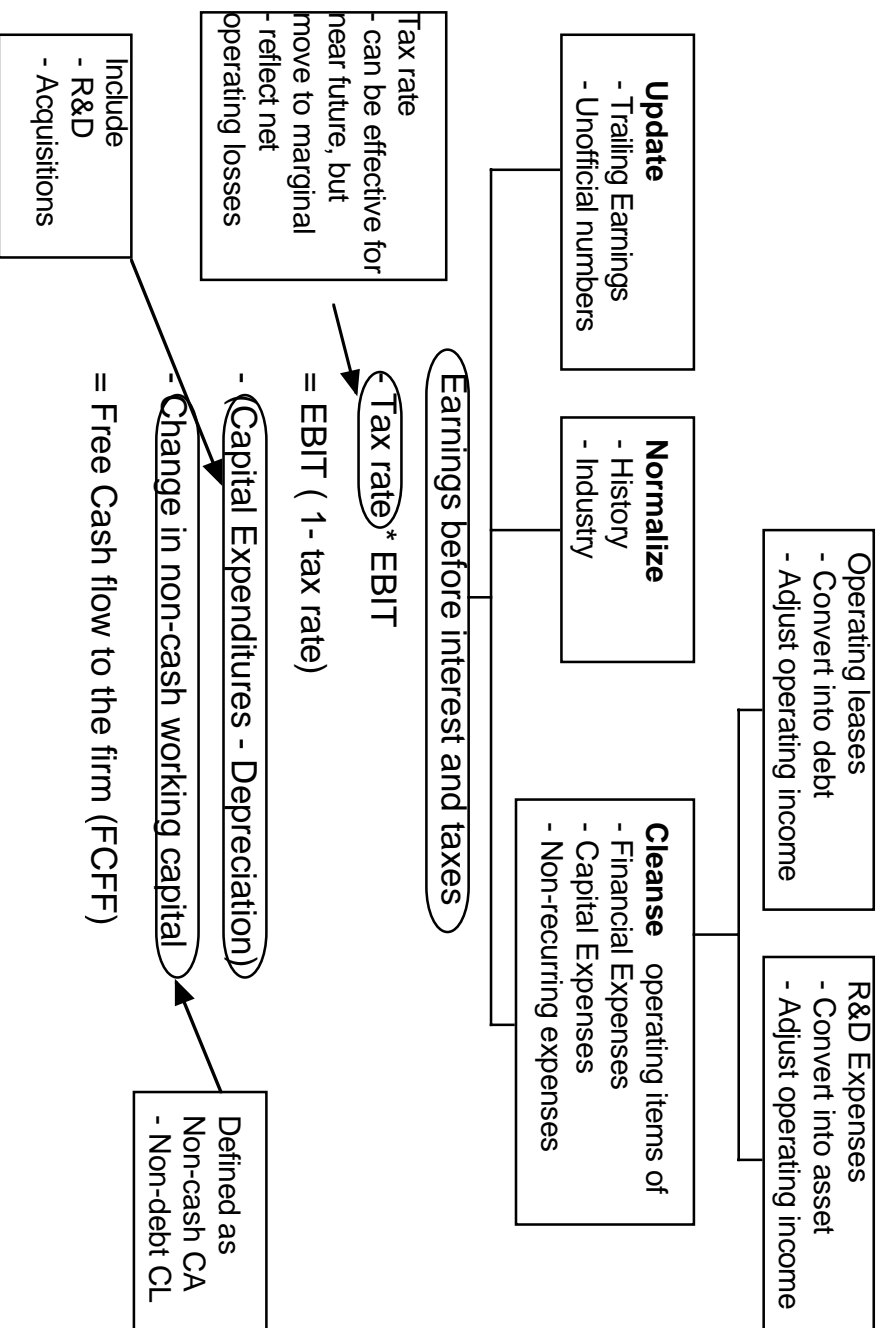 Operating leases
- Convert into debt
- Adjust operating income
R&D Expenses
- Convert into asset
- Adjust operating income
Update
- Trailing Earnings
- Unofficial numbers
Normalize
- History
- Industry
Cleanse operating items of
- Financial Expenses
- Capital Expenses
- Non-recurring expenses
Earnings before interest and taxes
- Tax rate * EBIT
= EBIT ( 1- tax rate)
- (Capital Expenditures - Depreciation)
- Change in non-cash working capital
= Free Cash flow to the firm (FCFF)
Tax rate
- can be effective for
near future, but
move to marginal
- reflect net
operating losses
Include
- R&D
- Acquisitions
Defined as
Non-cash CA
- Non-debt CL